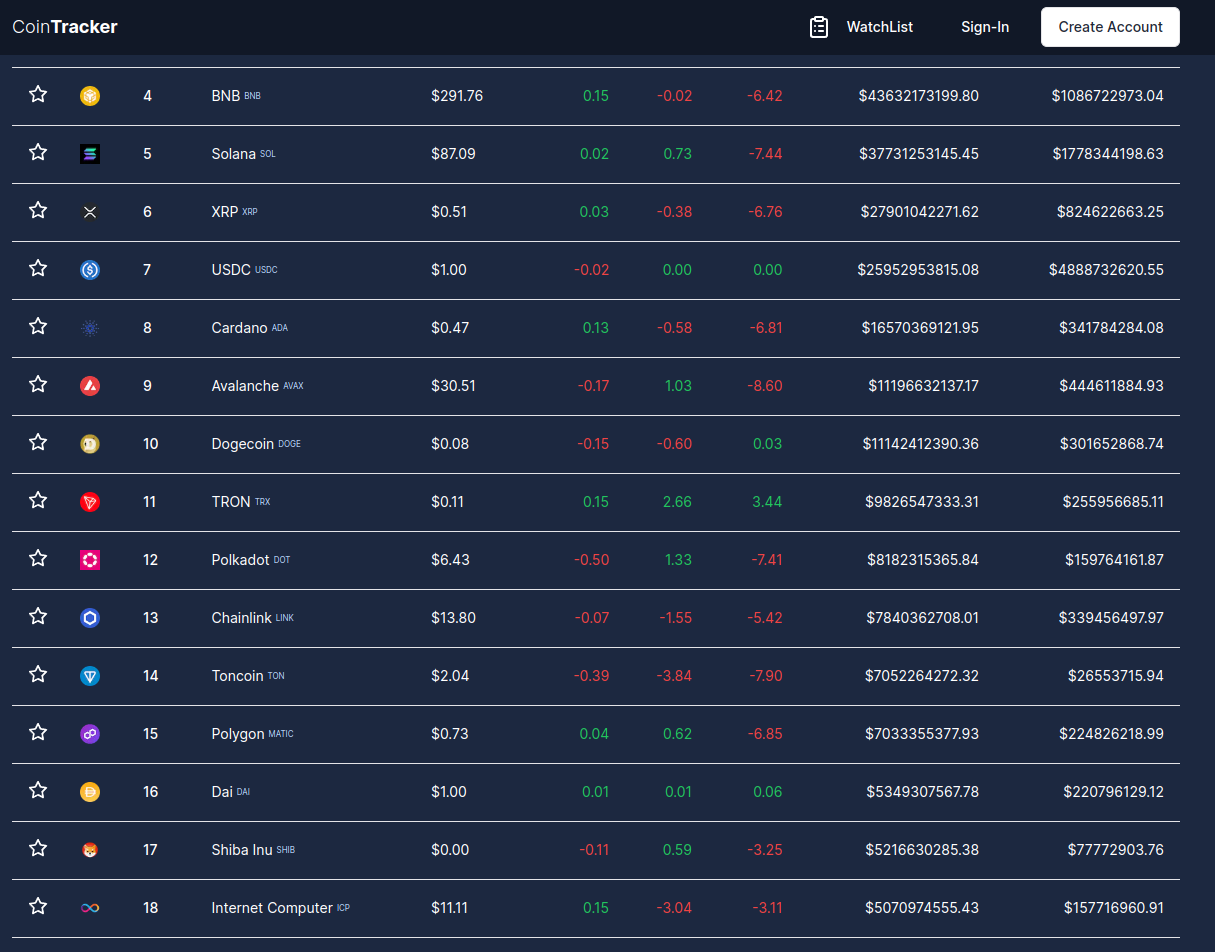 CoinTracker WatchList Sign-In Create Account
4 BNB BNB $291.76 0.15 -0.02 -6.42 $43632173199.80 $1086722973.04
5 Solana SOL $87.09 0.02 0.73 -7.44 $37731253145.45 $1778344198.63
6 XRP XRP $0.51 0.03 -0.38 -6.76 $27901042271.62 $824622663.25
7 USDC USDC $1.00 -0.02 0.00 0.00 $25952953815.08 $4888732620.55
8 Cardano ADA $0.47 0.13 -0.58 -6.81 $16570369121.95 $341784284.08
9 Avalanche AVAX $30.51 -0.17 1.03 -8.60 $11196632137.17 $444611884.93
10 Dogecoin DOGE $0.08 -0.15 -0.60 0.03 $11142412390.36 $301652868.74
11 TRON TRX $0.11 0.15 2.66 3.44 $9826547333.31 $255956685.11
12 Polkadot DOT $6.43 -0.50 1.33 -7.41 $8182315365.84 $159764161.87
13 Chainlink LINK $13.80 -0.07 -1.55 -5.42 $7840362708.01 $339456497.97
14 Toncoin TON $2.04 -0.39 -3.84 -7.90 $7052264272.32 $26553715.94
15 Polygon MATIC $0.73 0.04 0.62 -6.85 $7033355377.93 $224826218.99
16 Dai DAI $1.00 0.01 0.01 0.06 $5349307567.78 $220796129.12
17 Shiba Inu SHIB $0.00 -0.11 0.59 -3.25 $5216630285.38 $77772903.76
18 Internet Computer ICP $11.11 0.15 -3.04 -3.11 $5070974555.43 $157716960.91